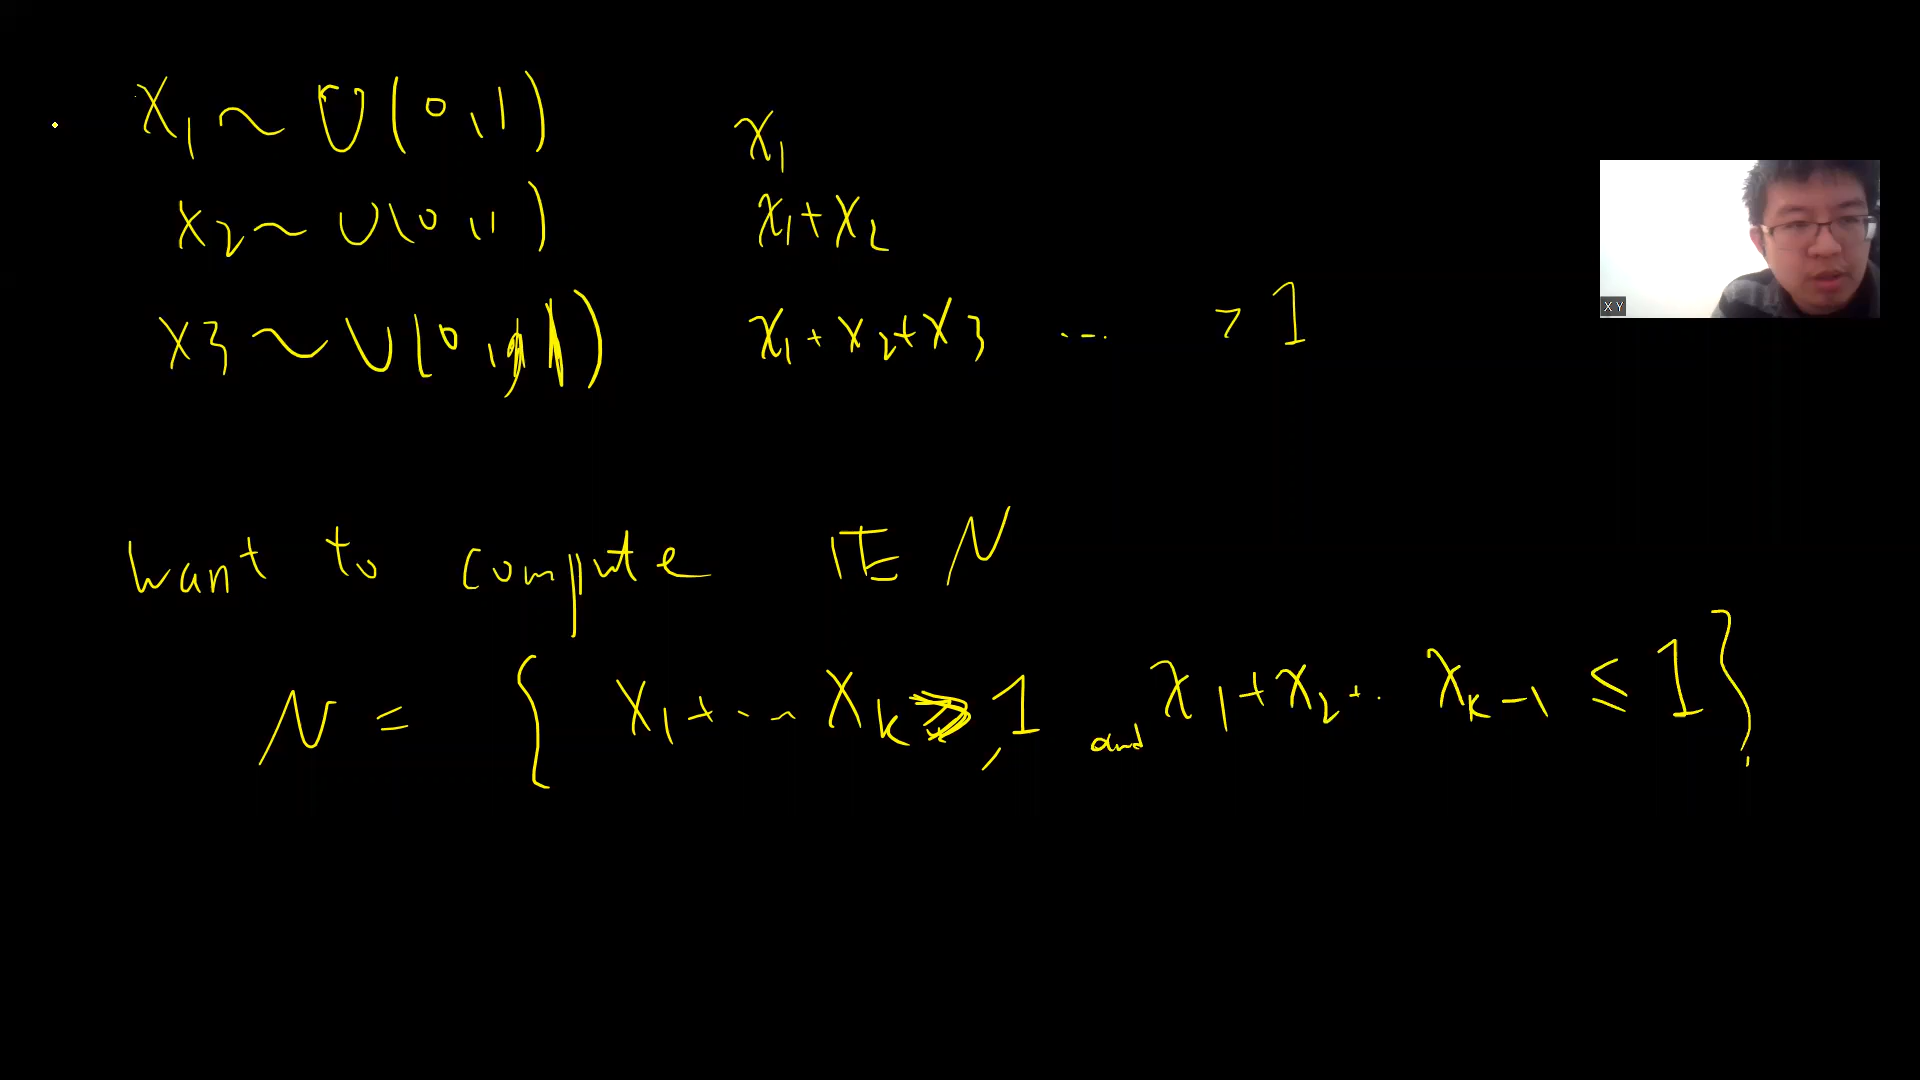 X₁ ~ U(0,1) x₁
x₂ ~ U(0,1) x₁+x₂
x3 ~ U(0,1) x₁+x₂+x3 ... > 1
want to compute 𝔼 N
N = { x₁+... x_k > 1, and x₁+x₂+.. x_{k-1} ≤ 1 }
X Y